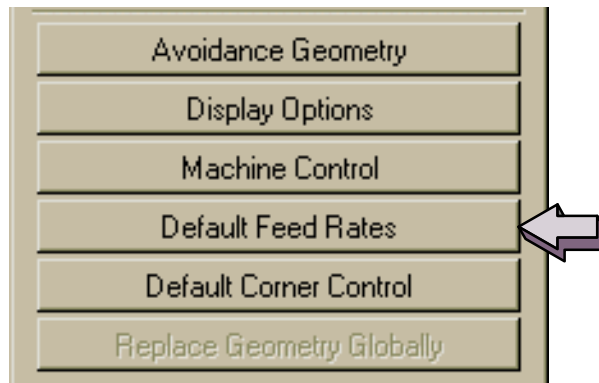 Avoidance Geometry
Display Options
Machine Control
Default Feed Rates
Default Corner Control
Replace Geometry Globally